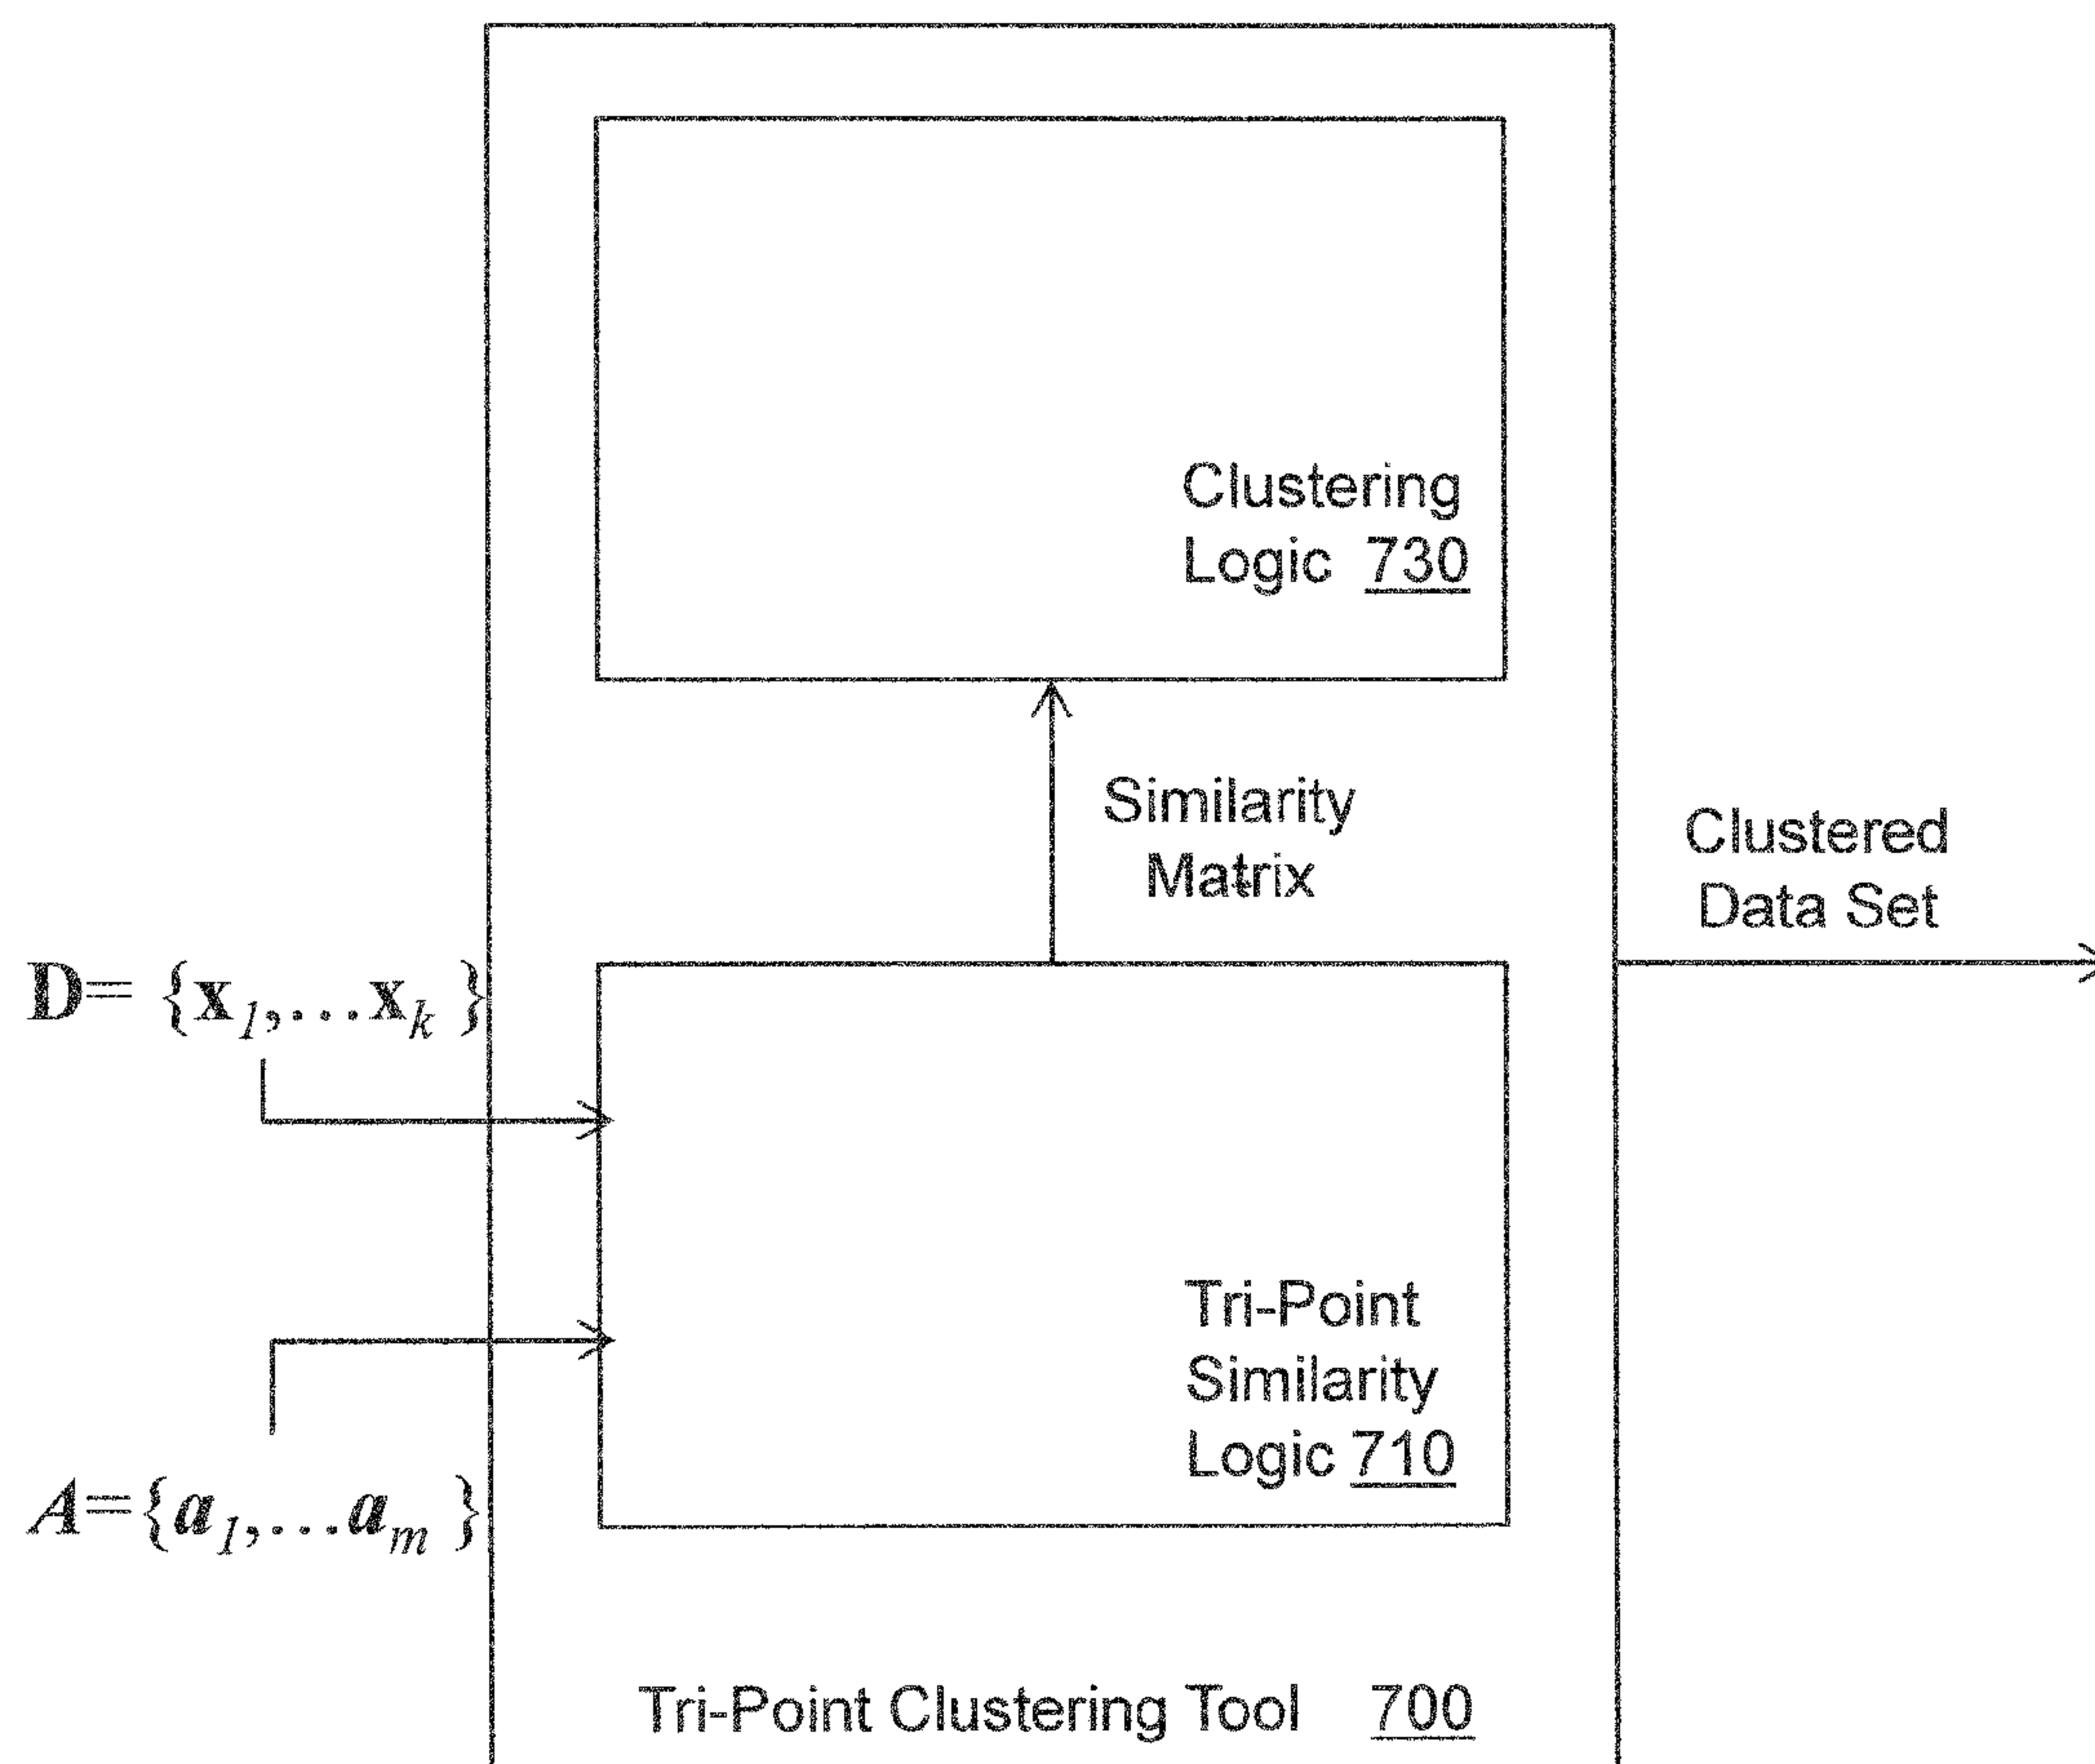 Clustering
Logic 730
Similarity
Matrix
Clustered
Data Set
D= {x1,...xk }
Tri-Point
Similarity
Logic 710
A={a1,...am }
Tri-Point Clustering Tool 700